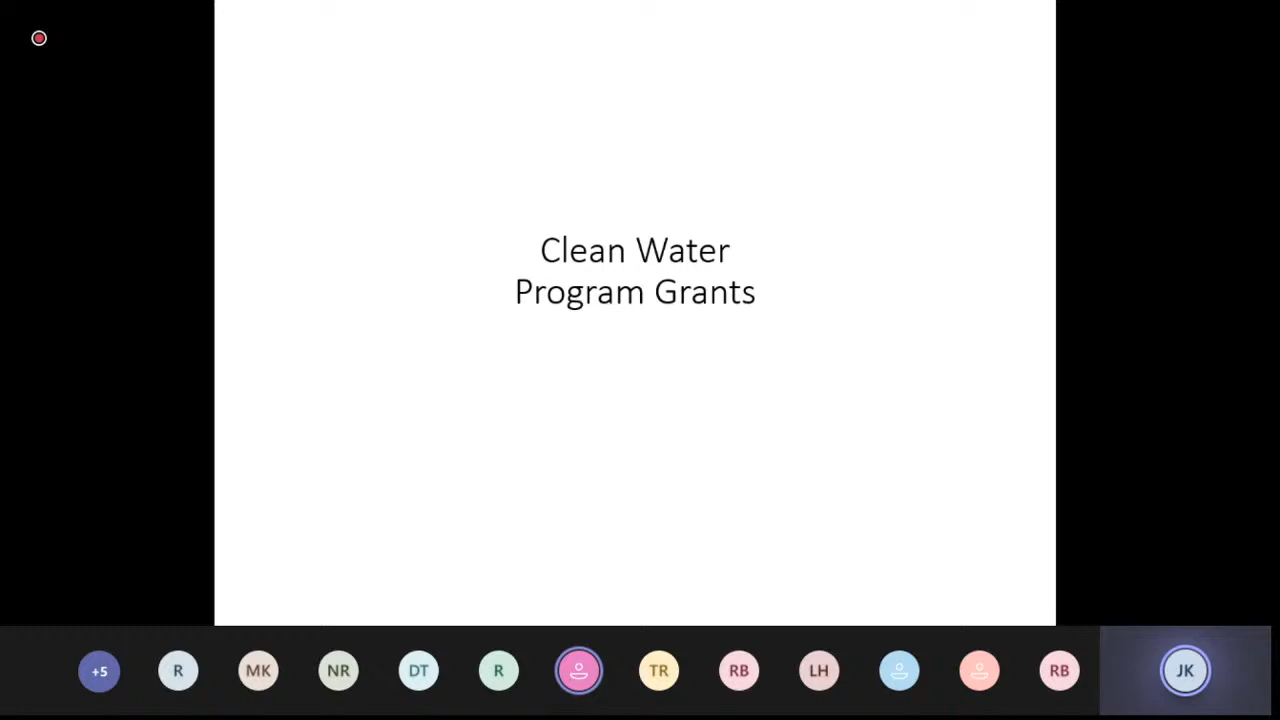 Clean Water
Program Grants
+5
R
MK
NR
DT
R
TR
RB
LH
RB
JK